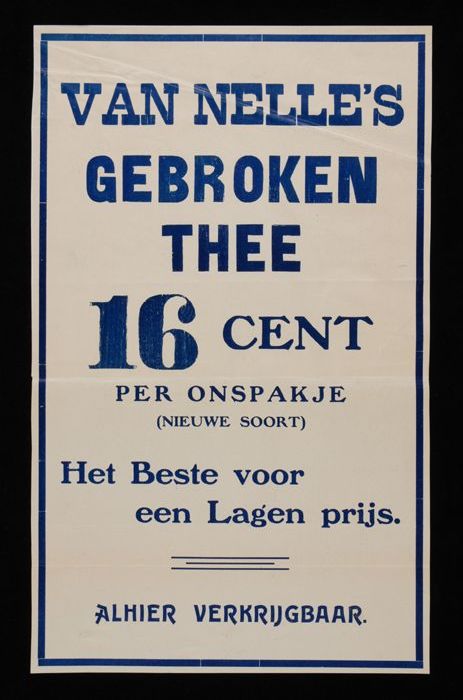 VAN NELLE'S
GEBROKEN
THEE
16 CENT
PER ONSPAKJE
(NIEUWE SOORT)
Het Beste voor
een Lagen prijs.
ALHIER VERKRIJGBAAR.